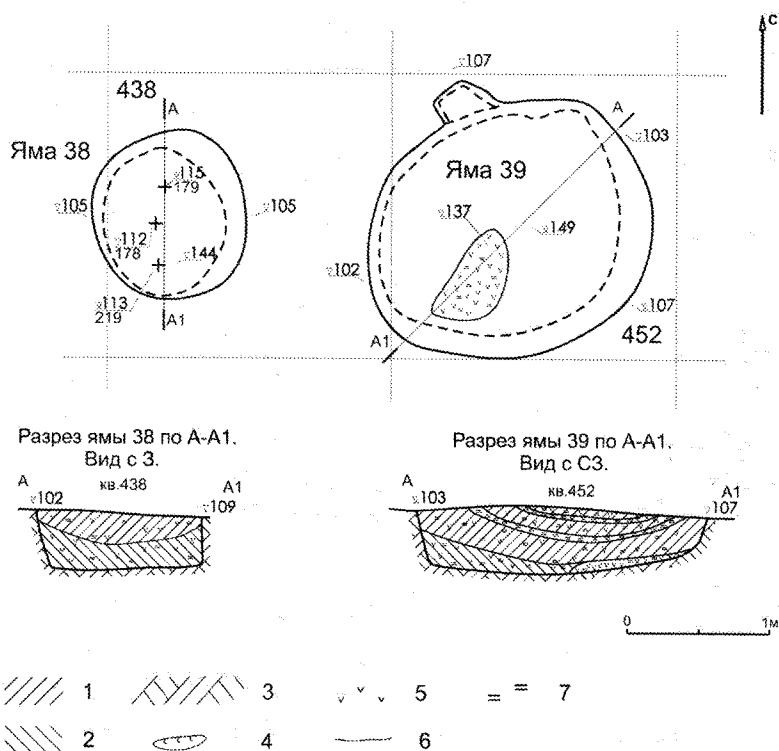 С
107
438
А
А
Яма 38
103
Яма 39
115
179
105
105
137
112
149
178
144
102
113
219
107
А1
452
А1
Разрез ямы 38 по А-А1.
Вид с З.
кв.438
А
А1
102
109
Разрез ямы 39 по А-А1.
Вид с СЗ.
кв.452
А
А1
103
107
0
1м
1
3
5
7
2
4
6